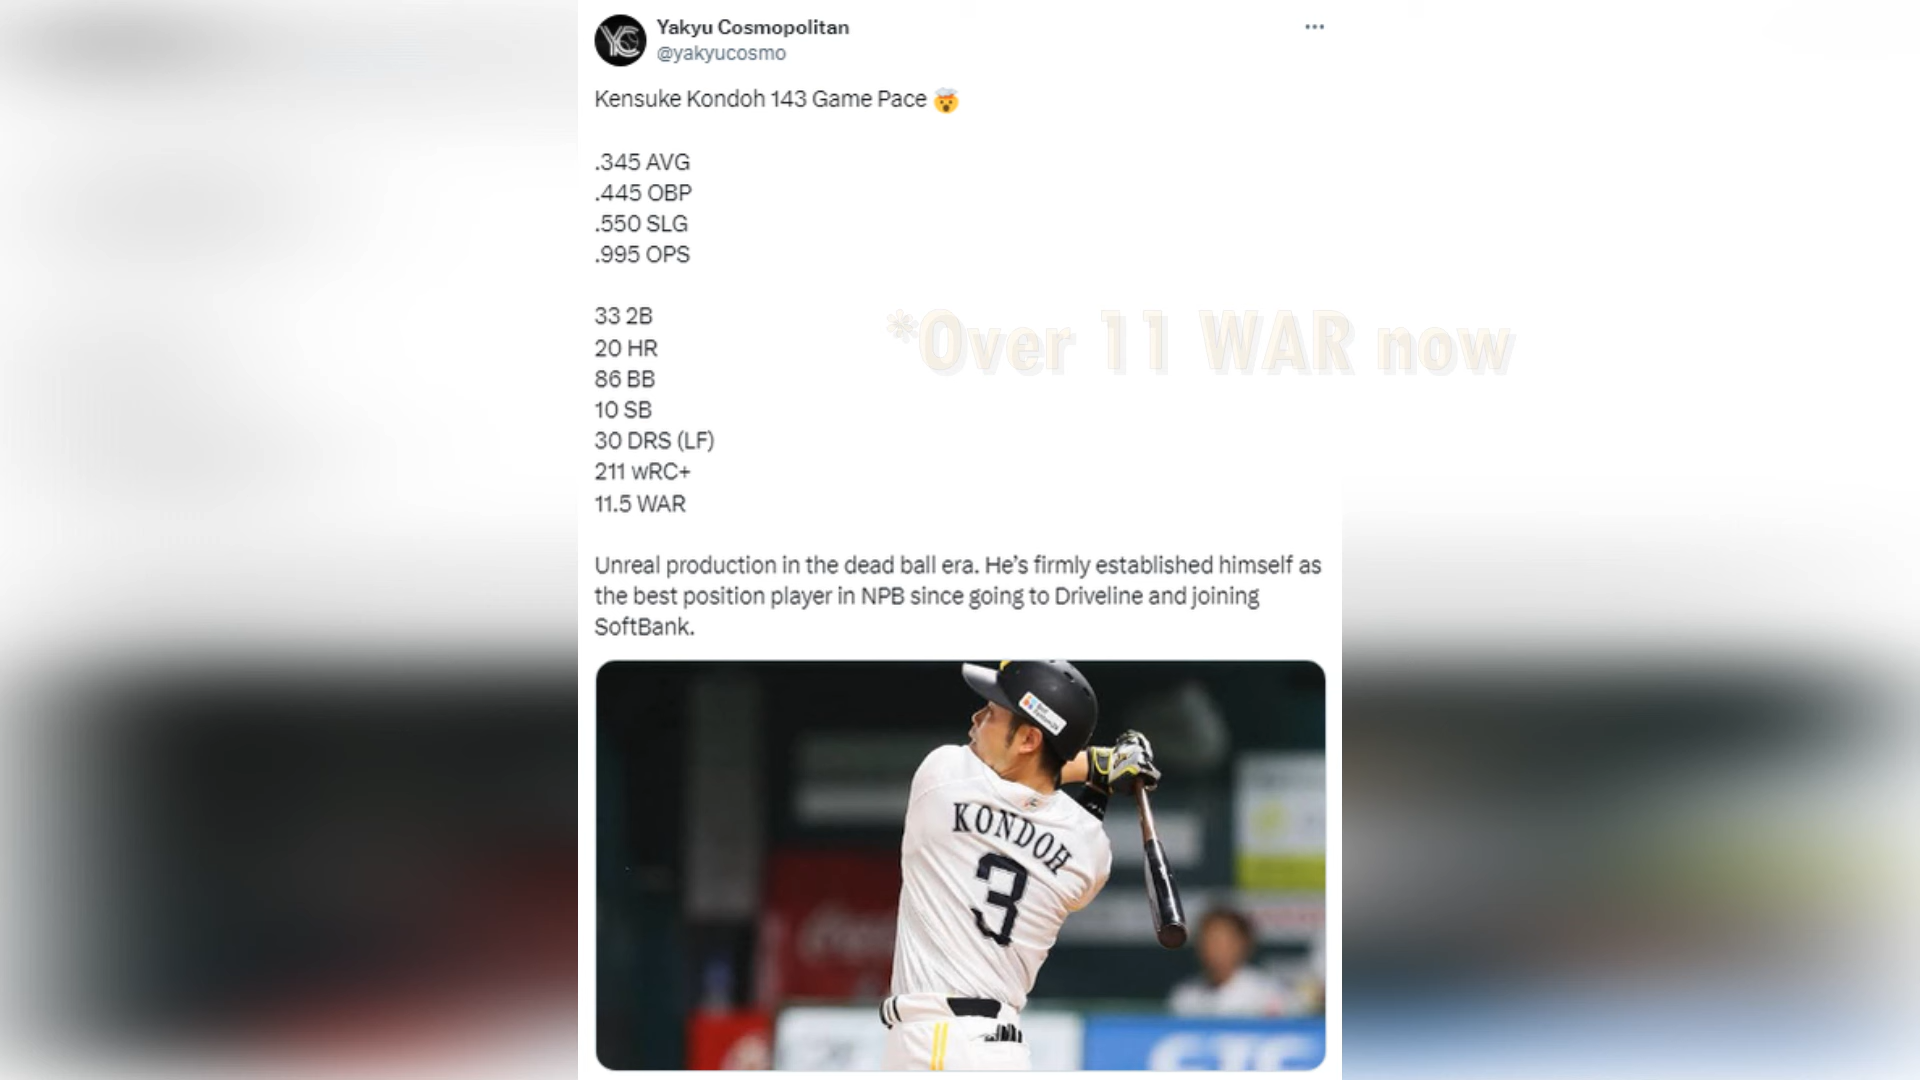 Yakyu Cosmopolitan
@yakyucosmo
Kensuke Kondoh 143 Game Pace 🤯
.345 AVG
.445 OBP
.550 SLG
.995 OPS
33 2B
20 HR
86 BB
10 SB
30 DRS (LF)
211 wRC+
11.5 WAR
*Over 11 WAR now
Unreal production in the dead ball era. He’s firmly established himself as
the best position player in NPB since going to Driveline and joining
SoftBank.
KONDOH
3